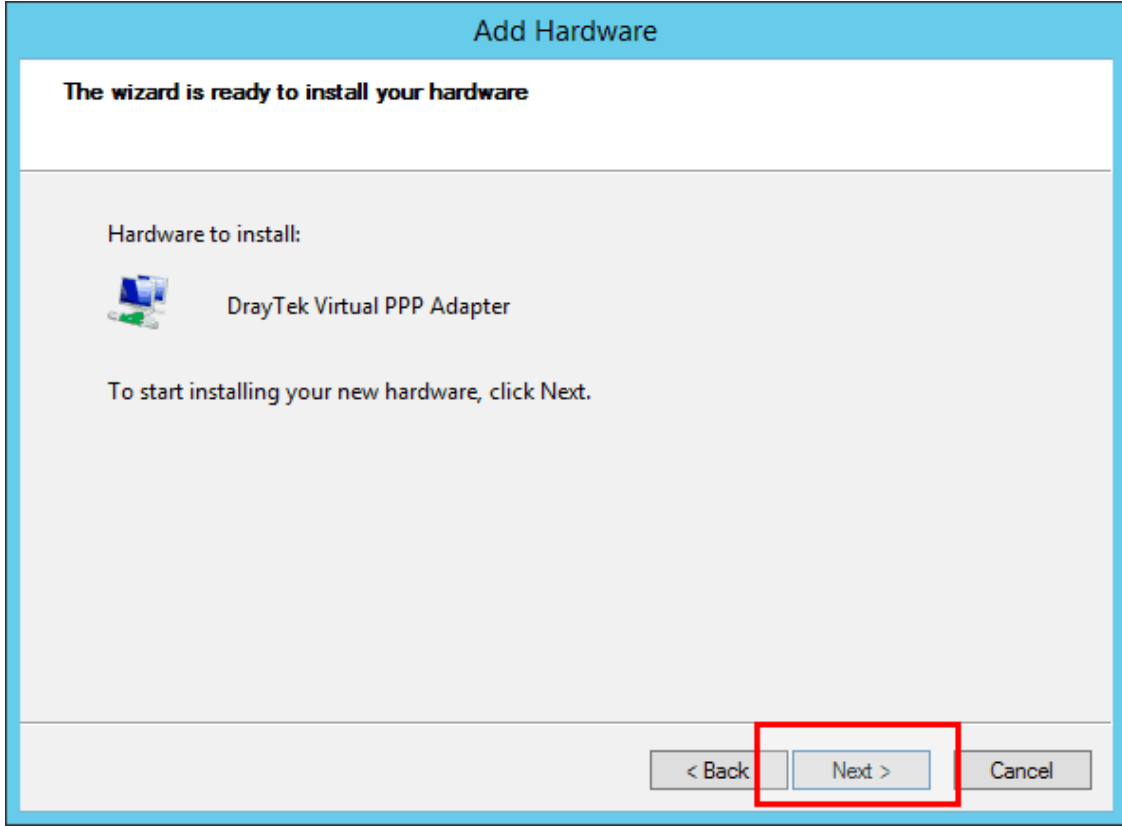 Add Hardware
The wizard is ready to install your hardware
Hardware to install:
DrayTek Virtual PPP Adapter
To start installing your new hardware, click Next.
< Back Next > Cancel